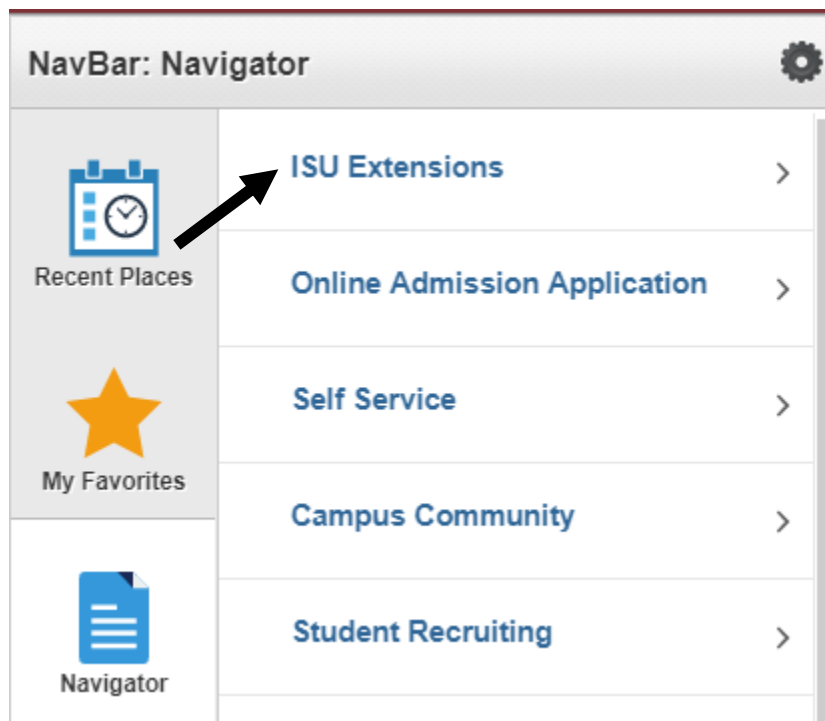 NavBar: Navigator
Recent Places
My Favorites
Navigator
ISU Extensions
Online Admission Application
Self Service
Campus Community
Student Recruiting